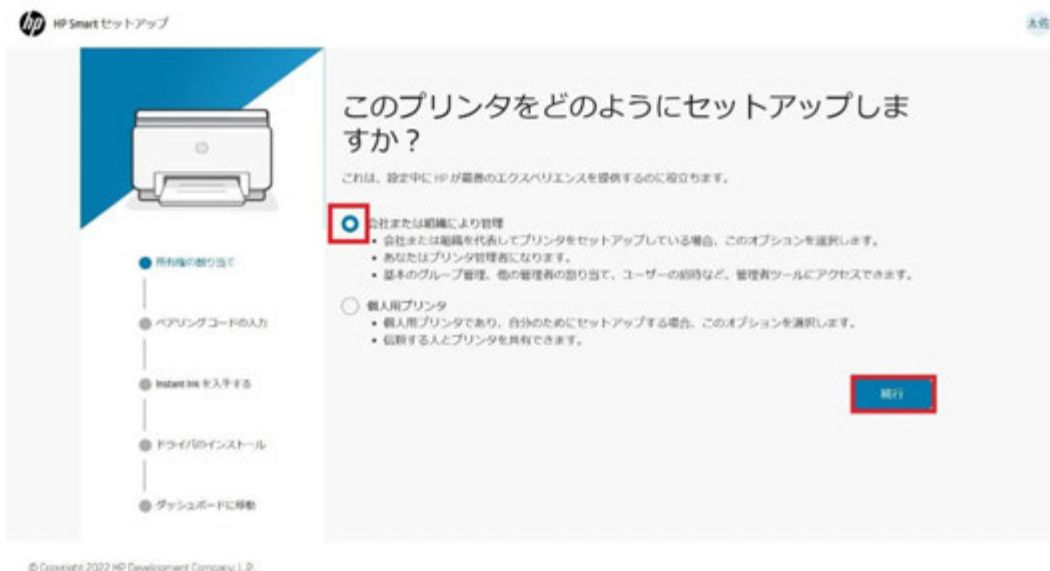 hp HP Smart セットアップ
太佐
このプリンタをどのようにセットアップしま
すか？
これは、設定中に HP が最善のエクスペリエンスを提供するのに役立ちます。
会社または組織により管理
• 会社または組織を代表してプリンタをセットアップしている場合、このオプションを選択します。
• あなたはプリンタ管理者になります。
• 基本のグループ管理、他の管理者の割り当て、ユーザーの招待など、管理者ツールにアクセスできます。
個人用プリンタ
• 個人用プリンタであり、自分のためにセットアップする場合、このオプションを選択します。
• 信頼する人とプリンタを共有できます。
続行
所有権の割り当て
ペアリングコードの入力
Instant Ink を入手する
ドライバのインストール
ダッシュボードに移動
© Copyright 2022 HP Development Company, L.P.